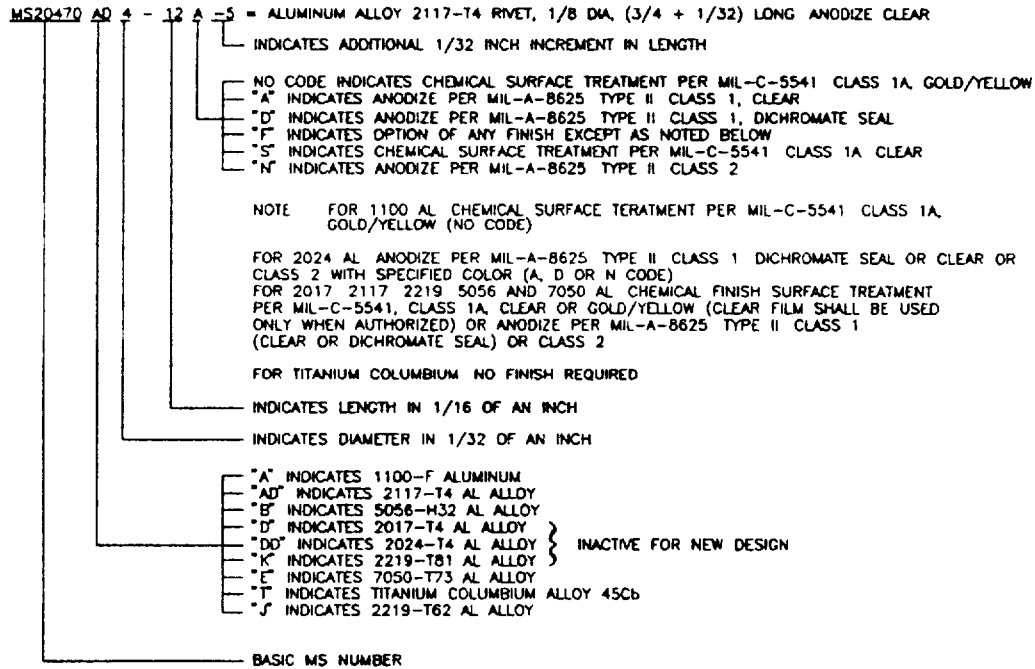 MS20470 AD 4 - 12 A -5 = ALUMINUM ALLOY 2117-T4 RIVET, 1/8 DIA, (3/4 + 1/32) LONG ANODIZE CLEAR
INDICATES ADDITIONAL 1/32 INCH INCREMENT IN LENGTH
NO CODE INDICATES CHEMICAL SURFACE TREATMENT PER MIL-C-5541 CLASS 1A, GOLD/YELLOW
"A" INDICATES ANODIZE PER MIL-A-8625 TYPE II CLASS 1, CLEAR
"D" INDICATES ANODIZE PER MIL-A-8625 TYPE II CLASS 1, DICHROMATE SEAL
"F" INDICATES OPTION OF ANY FINISH EXCEPT AS NOTED BELOW
"S" INDICATES CHEMICAL SURFACE TREATMENT PER MIL-C-5541 CLASS 1A CLEAR
"N" INDICATES ANODIZE PER MIL-A-8625 TYPE II CLASS 2
NOTE FOR 1100 AL CHEMICAL SURFACE TERATMENT PER MIL-C-5541 CLASS 1A,
GOLD/YELLOW (NO CODE)
FOR 2024 AL ANODIZE PER MIL-A-8625 TYPE II CLASS 1 DICHROMATE SEAL OR CLEAR OR
CLASS 2 WITH SPECIFIED COLOR (A, D OR N CODE)
FOR 2017 2117 2219 5056 AND 7050 AL CHEMICAL FINISH SURFACE TREATMENT
PER MIL-C-5541, CLASS 1A, CLEAR OR GOLD/YELLOW (CLEAR FILM SHALL BE USED
ONLY WHEN AUTHORIZED) OR ANODIZE PER MIL-A-8625 TYPE II CLASS 1
(CLEAR OR DICHROMATE SEAL) OR CLASS 2
FOR TITANIUM COLUMBIUM NO FINISH REQUIRED
INDICATES LENGTH IN 1/16 OF AN INCH
INDICATES DIAMETER IN 1/32 OF AN INCH
"A" INDICATES 1100-F ALUMINUM
"AD" INDICATES 2117-T4 AL ALLOY
"B" INDICATES 5056-H32 AL ALLOY
"D" INDICATES 2017-T4 AL ALLOY
"DD" INDICATES 2024-T4 AL ALLOY } INACTIVE FOR NEW DESIGN
"K" INDICATES 2219-T81 AL ALLOY
"E" INDICATES 7050-T73 AL ALLOY
"T" INDICATES TITANIUM COLUMBIUM ALLOY 45Cb
"J" INDICATES 2219-T62 AL ALLOY
BASIC MS NUMBER